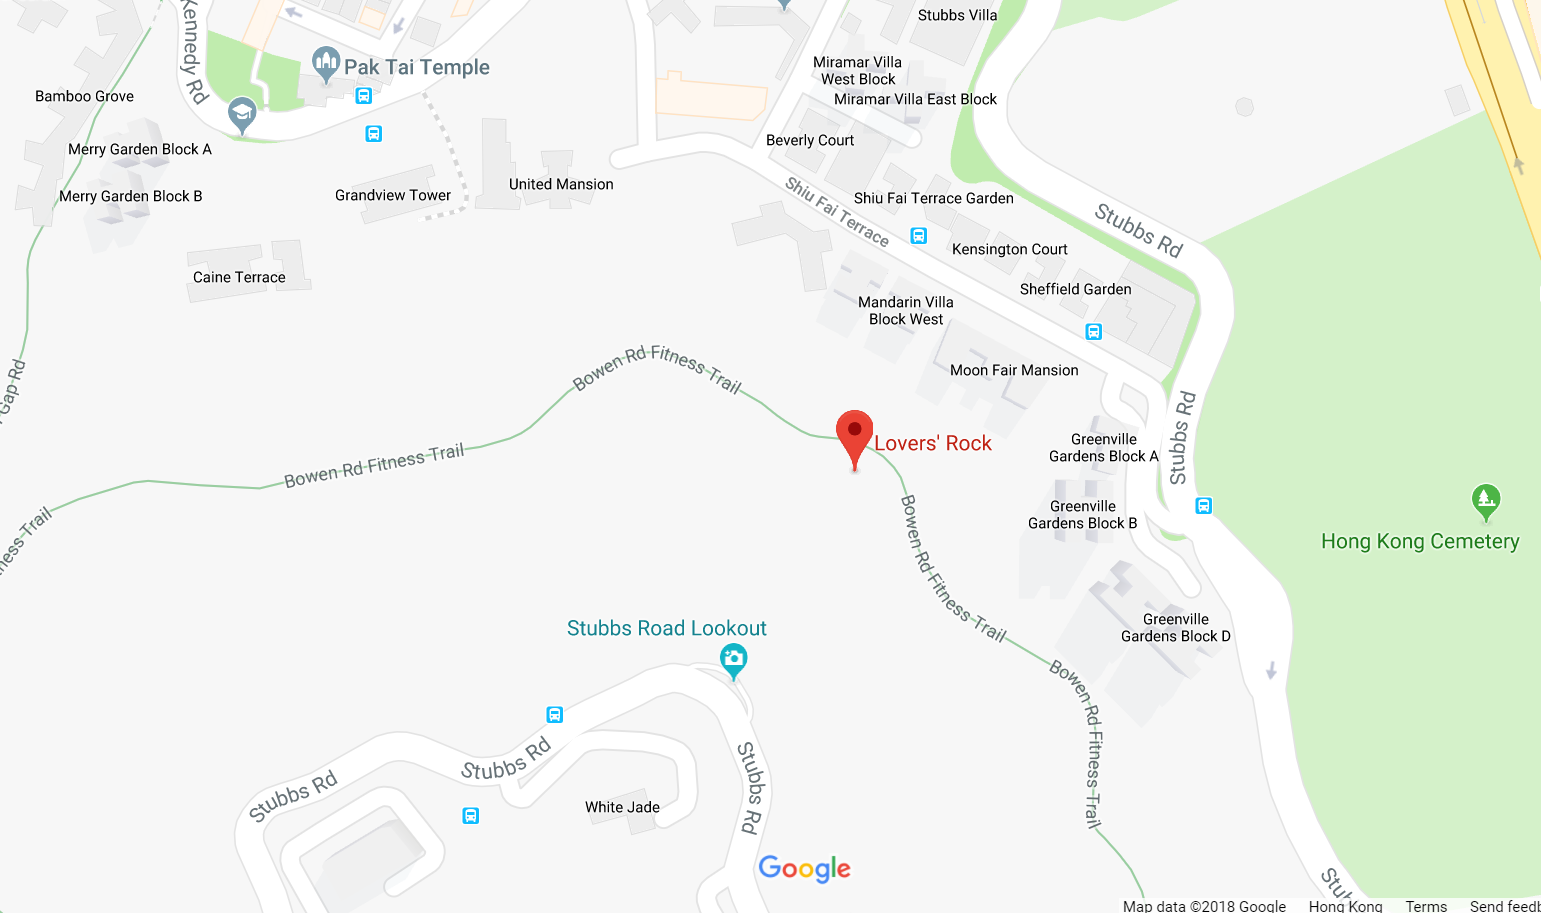 Stubbs Villa
Kennedy Rd
Pak Tai Temple
Miramar Villa
West Block
Bamboo Grove
Miramar Villa East Block
Beverly Court
Merry Garden Block A
Merry Garden Block B
Grandview Tower
United Mansion
Shiu Fai Terrace
Shiu Fai Terrace Garden
Stubbs Rd
Kensington Court
Caine Terrace
Sheffield Garden
Mandarin Villa
Block West
Moon Fair Mansion
Gap Rd
Bowen Rd Fitness Trail
Stubbs Rd
Lovers' Rock
Greenville
Gardens Block A
Bowen Rd Fitness Trail
Greenville
Gardens Block B
ness Trail
Bowen Rd Fitness Trail
Hong Kong Cemetery
Stubbs Road Lookout
Greenville
Gardens Block D
Bowen Rd Fitness Trail
Stubbs Rd
Stubbs Rd
Stubbs Rd
White Jade
Google
Stub
Map data ©2018 Google Hong Kong Terms Send feedb